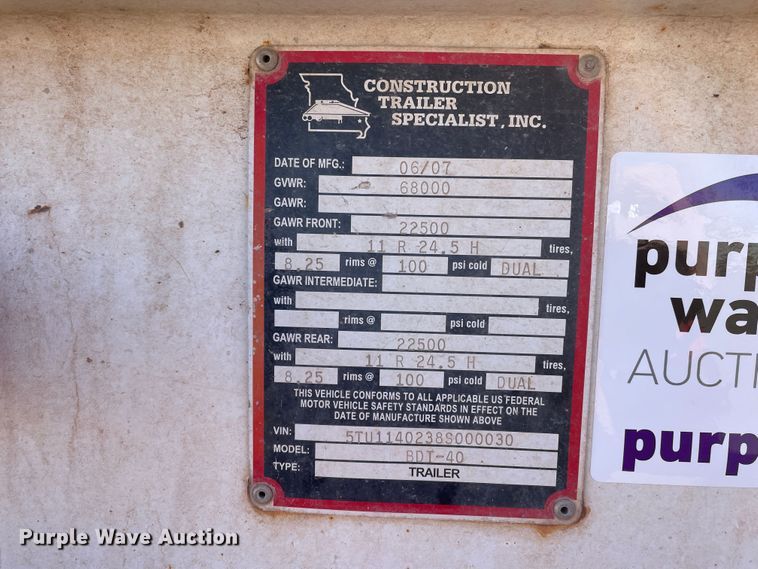 CONSTRUCTION
TRAILER
SPECIALIST, INC.
DATE OF MFG.: 06/07
GVWR: 68000
GAWR:
GAWR FRONT: 22500
with 11 R 24.5 H tires,
8.25 rims @ 100 psi cold DUAL
GAWR INTERMEDIATE:
with tires,
rims @ psi cold
GAWR REAR: 22500
with 11 R 24.5 H tires,
8.25 rims @ 100 psi cold DUAL
THIS VEHICLE CONFORMS TO ALL APPLICABLE US FEDERAL
MOTOR VEHICLE SAFETY STANDARDS IN EFFECT ON THE
DATE OF MANUFACTURE SHOWN ABOVE
VIN: 5TU1140238S000030
MODEL: BDT-40
TYPE: TRAILER
purp
wa
AUCT
purp
Purple Wave Auction